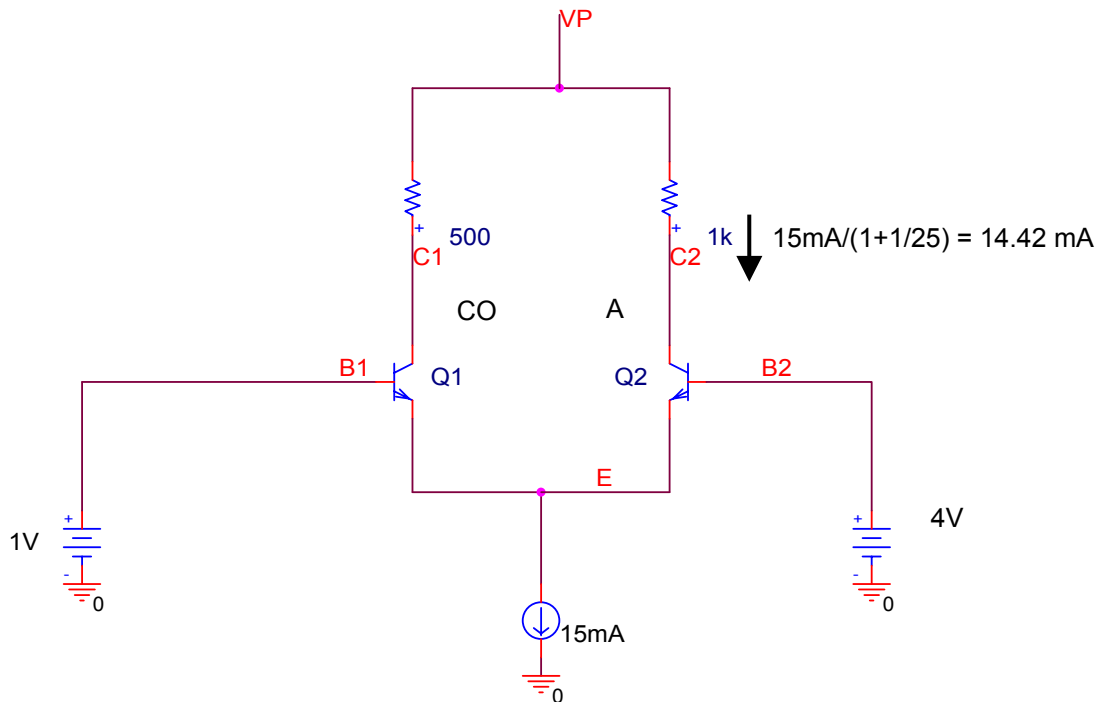 VP
+ 500
+ 1k
15mA/(1+1/25) = 14.42 mA
C1
C2
CO
A
B1
Q1
Q2
B2
E
+
1V
-
0
+
4V
-
0
15mA
0